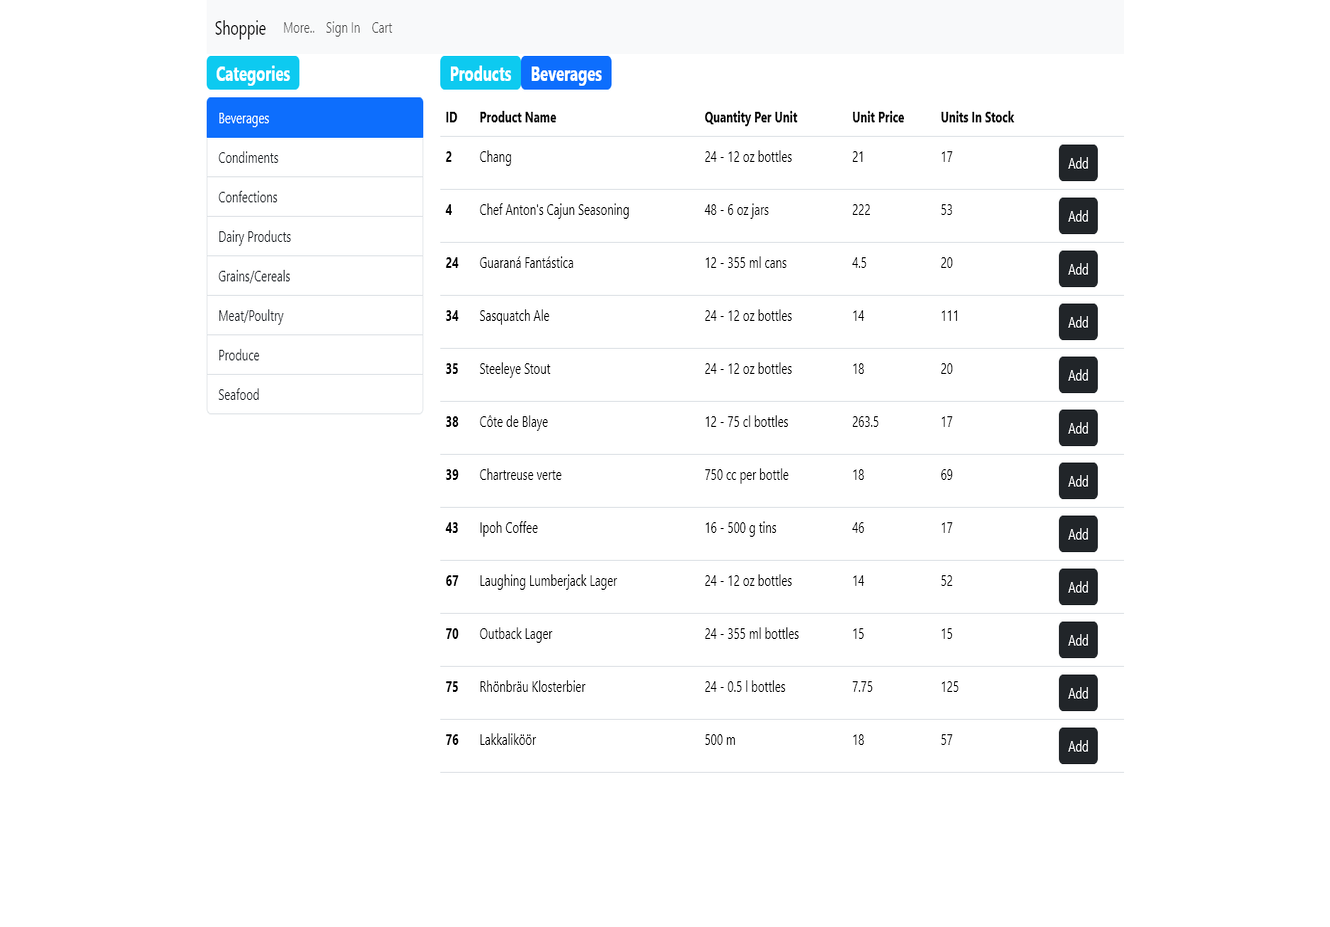 Shoppie More.. Sign In Cart
Categories
Beverages
Condiments
Confections
Dairy Products
Grains/Cereals
Meat/Poultry
Produce
Seafood
Products Beverages
ID Product Name Quantity Per Unit Unit Price Units In Stock
2 Chang 24 - 12 oz bottles 21 17 Add
4 Chef Anton's Cajun Seasoning 48 - 6 oz jars 222 53 Add
24 Guaraná Fantástica 12 - 355 ml cans 4.5 20 Add
34 Sasquatch Ale 24 - 12 oz bottles 14 111 Add
35 Steeleye Stout 24 - 12 oz bottles 18 20 Add
38 Côte de Blaye 12 - 75 cl bottles 263.5 17 Add
39 Chartreuse verte 750 cc per bottle 18 69 Add
43 Ipoh Coffee 16 - 500 g tins 46 17 Add
67 Laughing Lumberjack Lager 24 - 12 oz bottles 14 52 Add
70 Outback Lager 24 - 355 ml bottles 15 15 Add
75 Rhönbräu Klosterbier 24 - 0.5 l bottles 7.75 125 Add
76 Lakkalikööri 500 m 18 57 Add